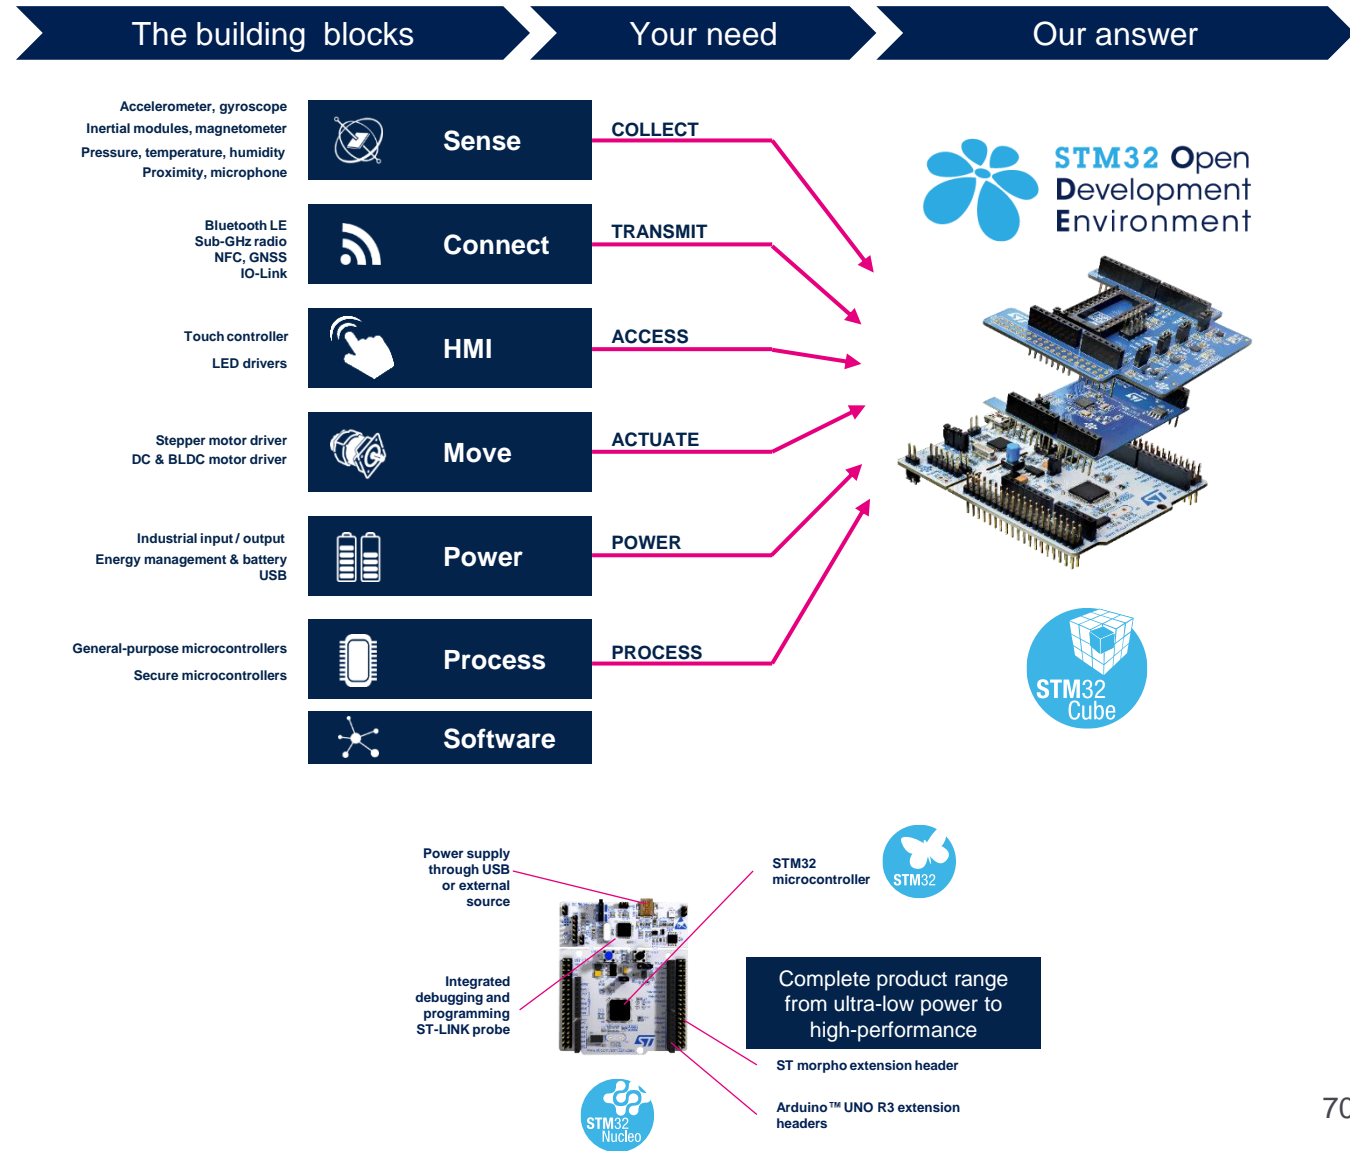 The building blocks
Your need
Our answer
Accelerometer, gyroscope
Inertial modules, magnetometer
Pressure, temperature, humidity
Proximity, microphone
Sense
COLLECT
STM32 Open
Development
Environment
Bluetooth LE
Sub-GHz radio
NFC, GNSS
IO-Link
Connect
TRANSMIT
Touch controller
LED drivers
HMI
ACCESS
Stepper motor driver
DC & BLDC motor driver
Move
ACTUATE
Industrial input / output
Energy management & battery
USB
Power
POWER
General-purpose microcontrollers
Secure microcontrollers
Process
PROCESS
STM32
Cube
Software
Power supply
through USB
or external
source
STM32
microcontroller
STM32
Integrated
debugging and
programming
ST-LINK probe
Complete product range
from ultra-low power to
high-performance
ST morpho extension header
Arduino™ UNO R3 extension
headers
STM32
Nucleo
70